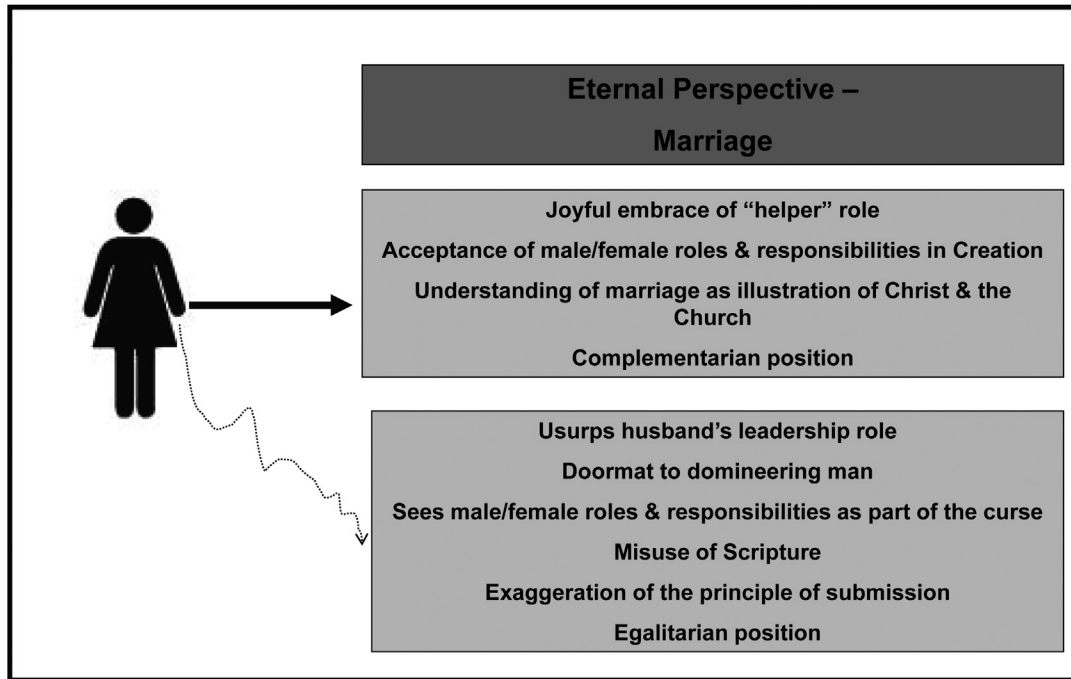 Eternal Perspective –
Marriage
Joyful embrace of “helper” role
Acceptance of male/female roles & responsibilities in Creation
Understanding of marriage as illustration of Christ & the
Church
Complementarian position
Usurps husband’s leadership role
Doormat to domineering man
Sees male/female roles & responsibilities as part of the curse
Misuse of Scripture
Exaggeration of the principle of submission
Egalitarian position